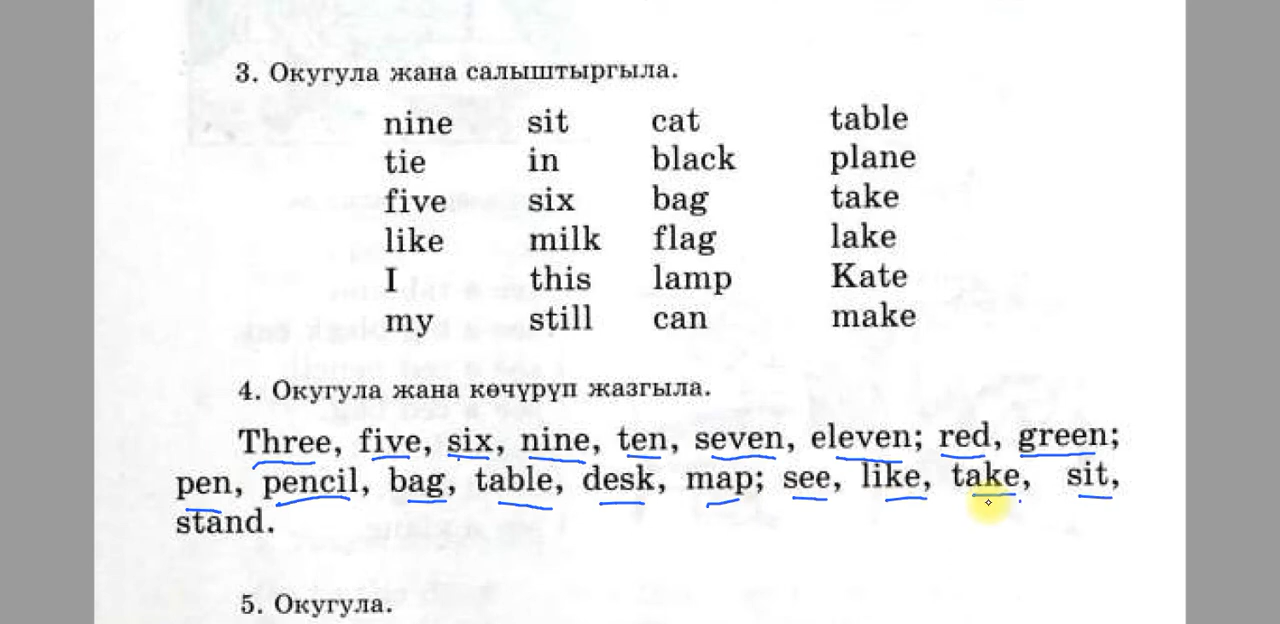 3. Окугула жана салыштыргыла.
nine sit cat table
tie in black plane
five six bag take
like milk flag lake
I this lamp Kate
my still can make
4. Окугула жана көчүрүп жазгыла.
Three, five, six, nine, ten, seven, eleven; red, green;
pen, pencil, bag, table, desk, map; see, like, take, sit,
stand.
5. Окугула.